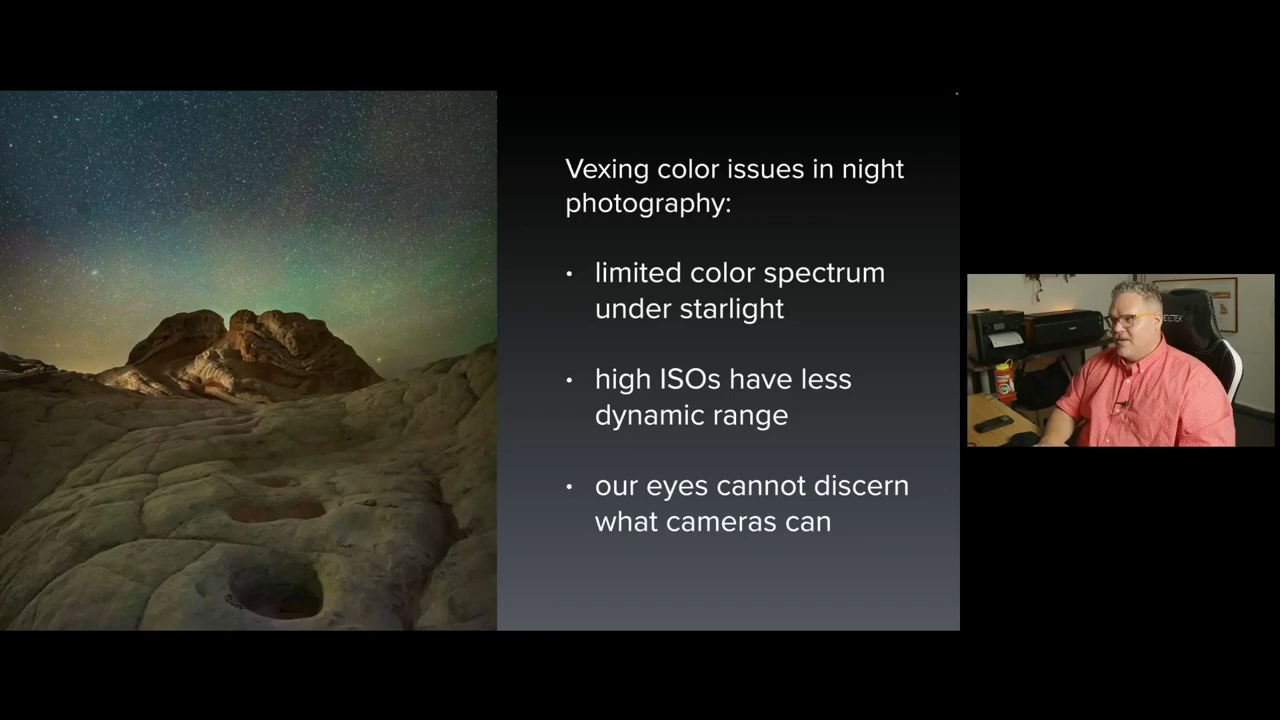 Vexing color issues in night
photography:
• limited color spectrum
under starlight
• high ISOs have less
dynamic range
• our eyes cannot discern
what cameras can